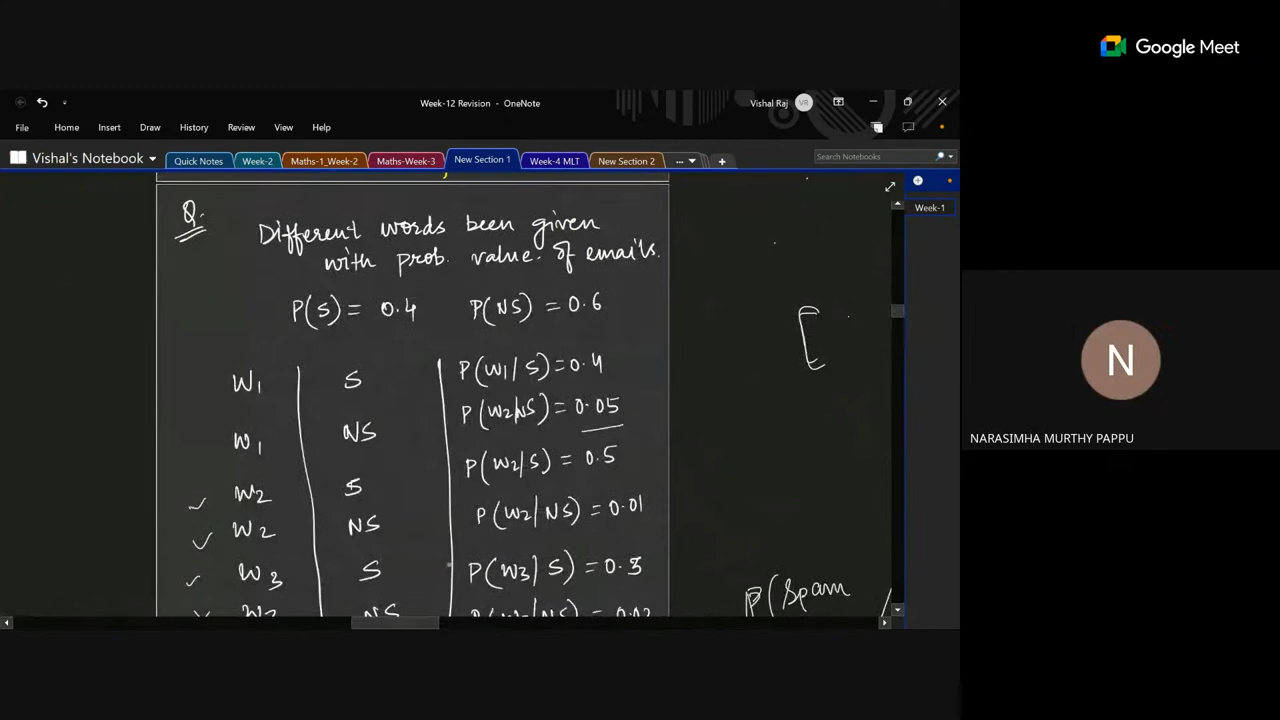 Google Meet
Week-12 Revision - OneNote
Vishal Raj
VR
File
Home
Insert
Draw
History
Review
View
Help
Vishal's Notebook
Quick Notes
Week-2
Maths-1_Week-2
Maths-Week-3
New Section 1
Week-4 MLT
New Section 2
...
Search Notebooks
Week-1
Q.
Different words been given
with prob. value. of emails.
P(S) = 0.4 P(NS) = 0.6
W1 S P(W1/S) = 0.4
W1 NS P(W2/NS) = 0.05
W2 S P(W2/S) = 0.5
W2 NS P(W2/NS) = 0.01
W3 S P(W3/S) = 0.3
NS
P(Spam /
N
NARASIMHA MURTHY PAPPU